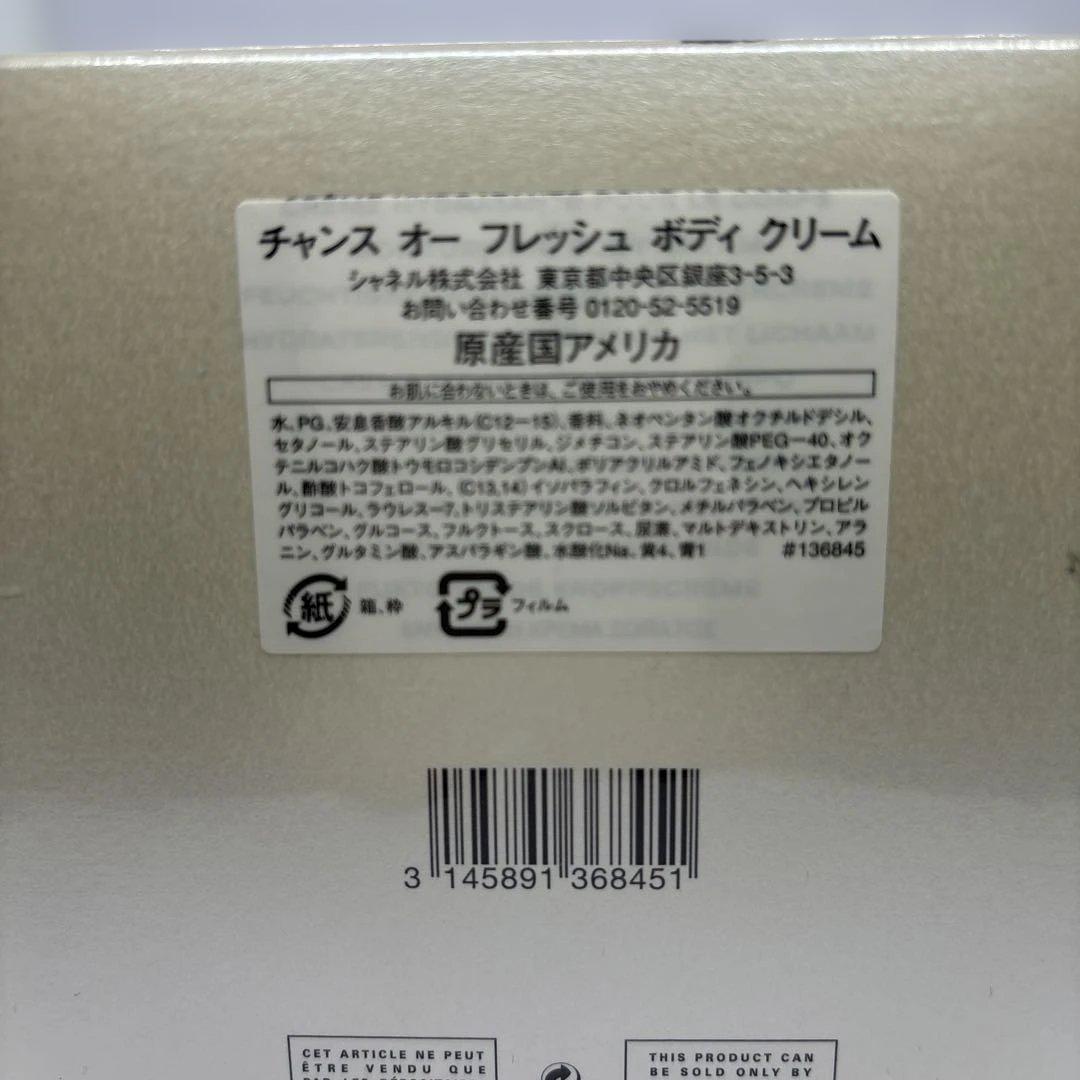 チャンス オー フレッシュ ボディ クリーム
シャネル株式会社 東京都中央区銀座3-5-3
お問い合わせ番号 0120-52-5519
原産国アメリカ
お肌に合わないときは、ご使用をおやめください。
水、PG、安息香酸アルキル(C12-15)、香料、ネオペンタン酸オクチルドデシル、
セタノール、ステアリン酸グリセリル、ジメチコン、ステアリン酸PEG-40、オク
テニルコハク酸トウモロコシデンプンAl、ポリアクリルアミド、フェノキシエタノー
ル、酢酸トコフェロール、(C13,14)イソパラフィン、クロルフェネシン、ヘキシレン
グリコール、ラウレス-7、トリステアリン酸ソルビタン、メチルパラベン、プロピル
パラベン、グルコース、フルクトース、スクロース、尿素、マルトデキストリン、アラ
ニン、グルタミン酸、アスパラギン酸、水酸化Na、黄4、青1 #136845
紙 箱、枠 プラ フィルム
3 145891 368451
CET ARTICLE NE PEUT
ÊTRE VENDU QUE
THIS PRODUCT CAN
BE SOLD ONLY BY